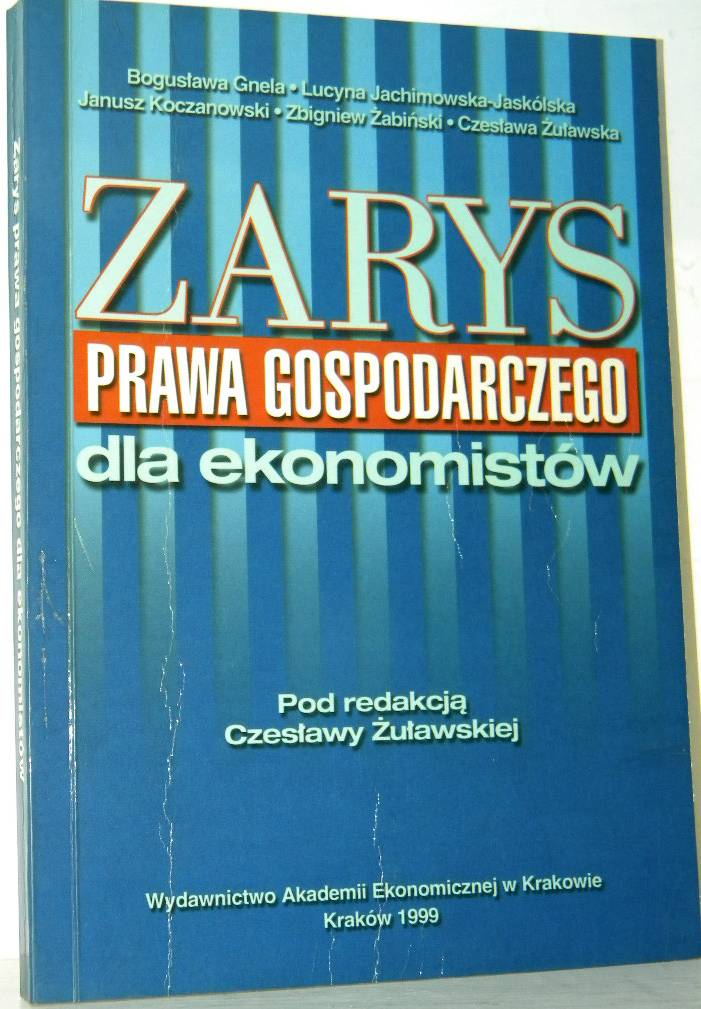 Bogusława Gnela • Lucyna Jachimowska-Jaskólska
Janusz Koczanowski • Zbigniew Żabiński • Czesława Żuławska
ZARYS
PRAWA GOSPODARCZEGO
dla ekonomistów
Pod redakcją
Czesławy Żuławskiej
Wydawnictwo Akademii Ekonomicznej w Krakowie
Kraków 1999
Zarys prawa gospodarczego dla ekonomistów